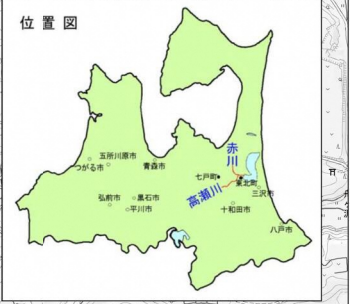 位置図
赤川
五所川原市
つがる市
青森市
七戸町
東北町
三沢市
高瀬川
弘前市
黒石市
平川市
十和田市
八戸市